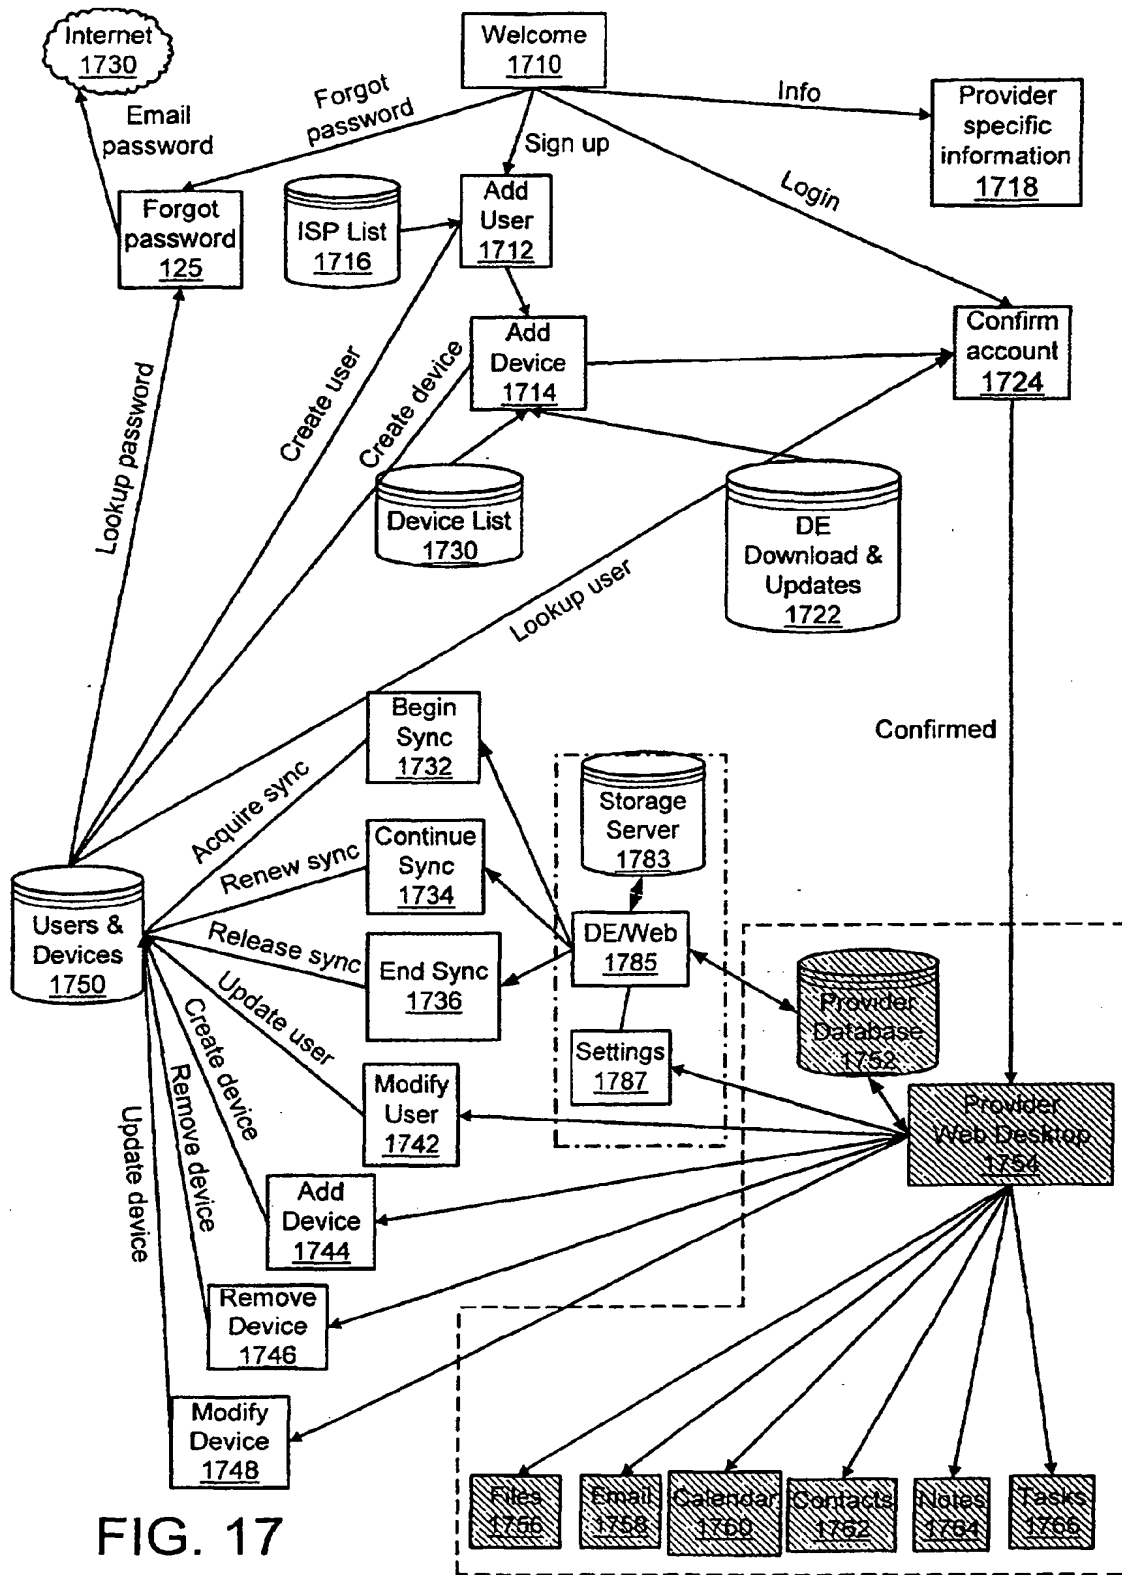 Internet
1730
Welcome
1710
Forgot
password
Info
Email
password
Provider
specific
information
1718
Sign up
Login
Forgot
password
125
ISP List
1716
Add
User
1712
Add
Device
1714
Confirm
account
1724
Lookup password
Create user
Create device
Device List
1730
DE
Download &
Updates
1722
Lookup user
Begin
Sync
1732
Confirmed
Acquire sync
Storage
Server
1783
Continue
Sync
1734
Renew sync
Users &
Devices
1750
Release sync
End Sync
1736
DE/Web
1785
Provider
Database
1752
Update user
Settings
1787
Create device
Modify
User
1742
Provider
Web Desktop
1754
Remove device
Update device
Add
Device
1744
Remove
Device
1746
Modify
Device
1748
Files
1756
Email
1758
Calendar
1760
Contacts
1762
Notes
1764
Tasks
1766
FIG. 17